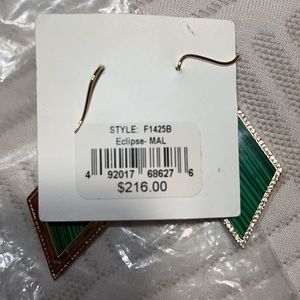 STYLE: F1425B
Eclipse- MAL
4 92017 68627 6
$216.00